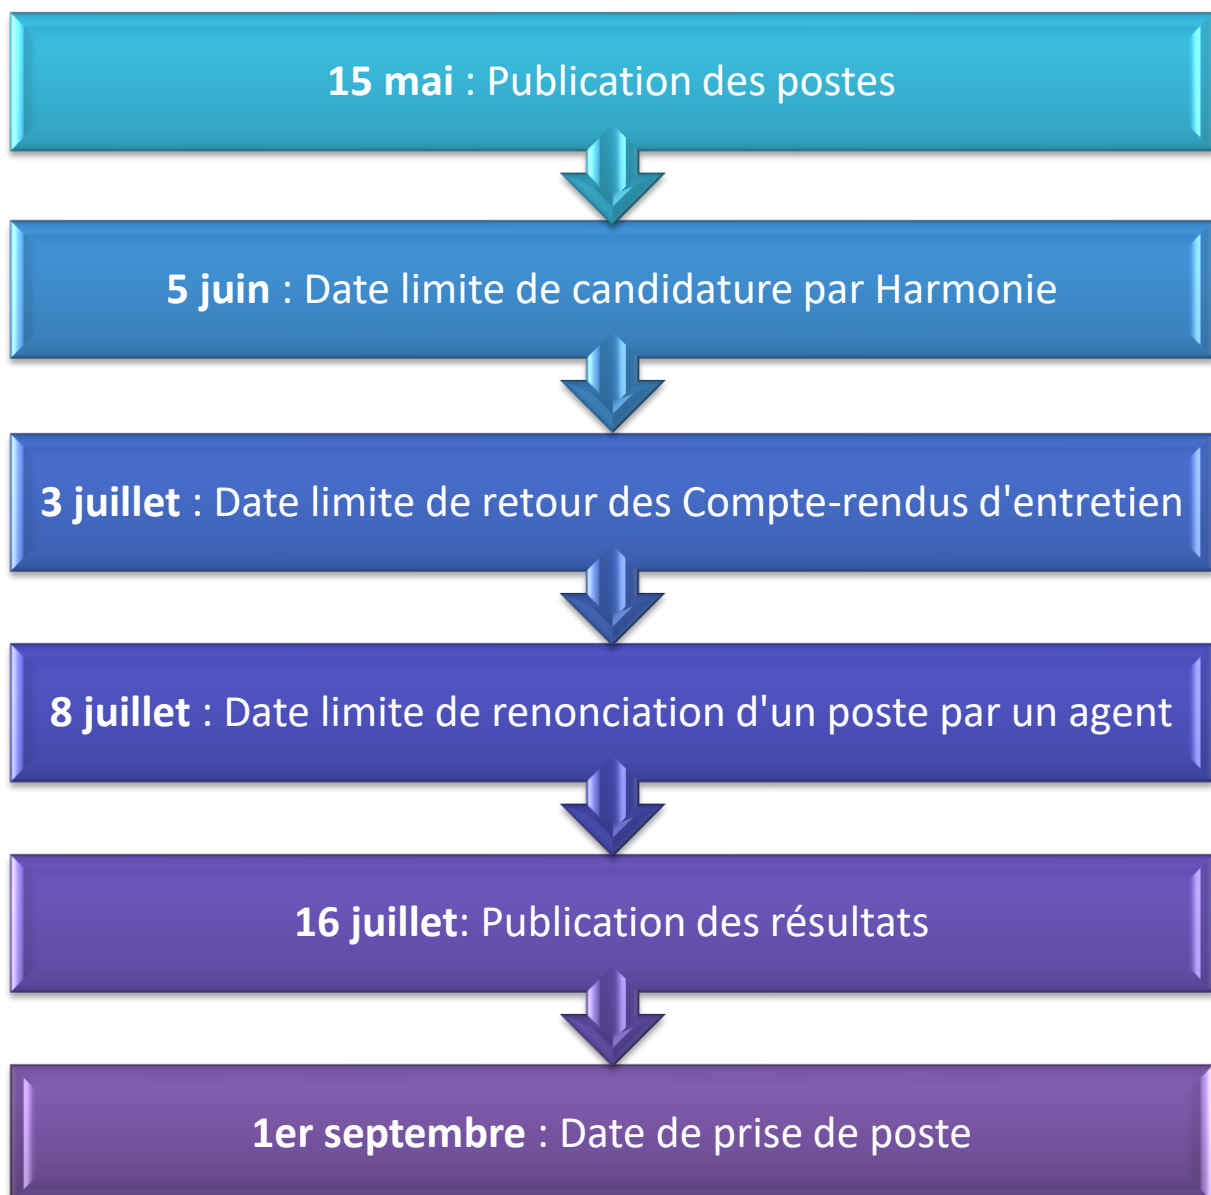 15 mai : Publication des postes
5 juin : Date limite de candidature par Harmonie
3 juillet : Date limite de retour des Compte-rendus d'entretien
8 juillet : Date limite de renonciation d'un poste par un agent
16 juillet: Publication des résultats
1er septembre : Date de prise de poste